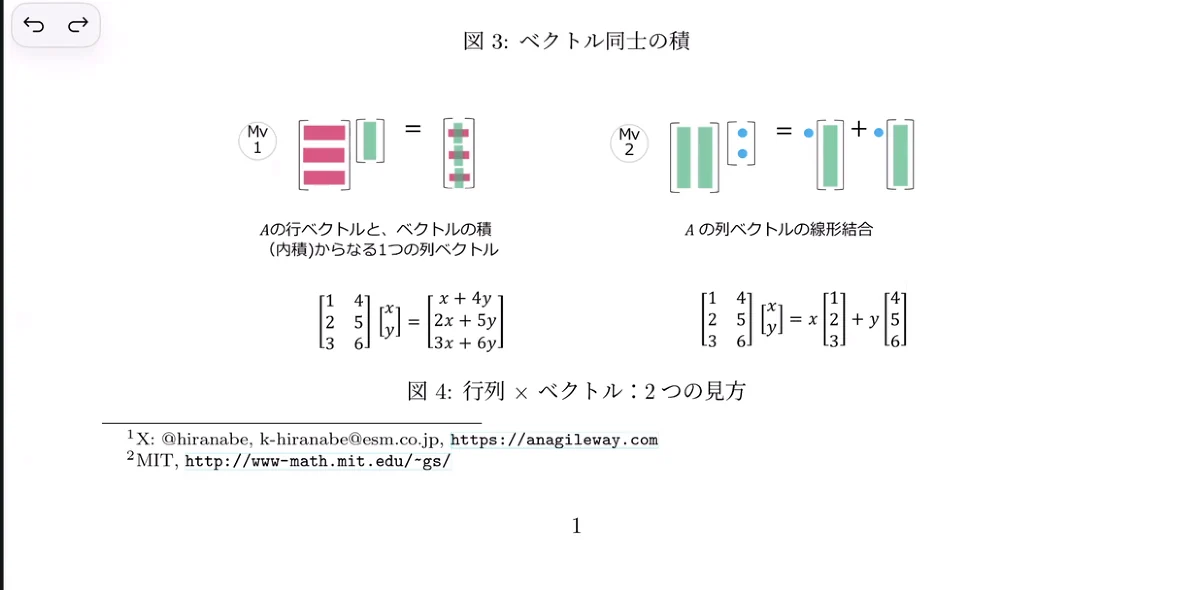 図 3: ベクトル同士の積
Mv
1
=
Mv
2
= +
Aの行ベクトルと、ベクトルの積
（内積)からなる1つの列ベクトル
A の列ベクトルの線形結合
[1 4; 2 5; 3 6] [x; y] = [x + 4y; 2x + 5y; 3x + 6y]
[1 4; 2 5; 3 6] [x; y] = x [1; 2; 3] + y [4; 5; 6]
図 4: 行列 × ベクトル：2 つの見方
1X: @hiranabe, k-hiranabe@esm.co.jp, https://anagileway.com
2MIT, http://www-math.mit.edu/~gs/
1